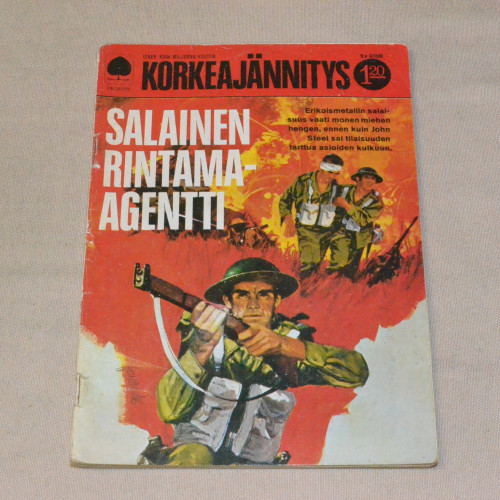 KORKEAJÄNNITYS
1.20
SALAINEN
RINTAMA-
AGENTTI
Erikoismetallin salai-
suus vaati monen miehen
hengen, ennen kuin John
Steel sai tilaisuuden
tarttua asioiden kulkuun.